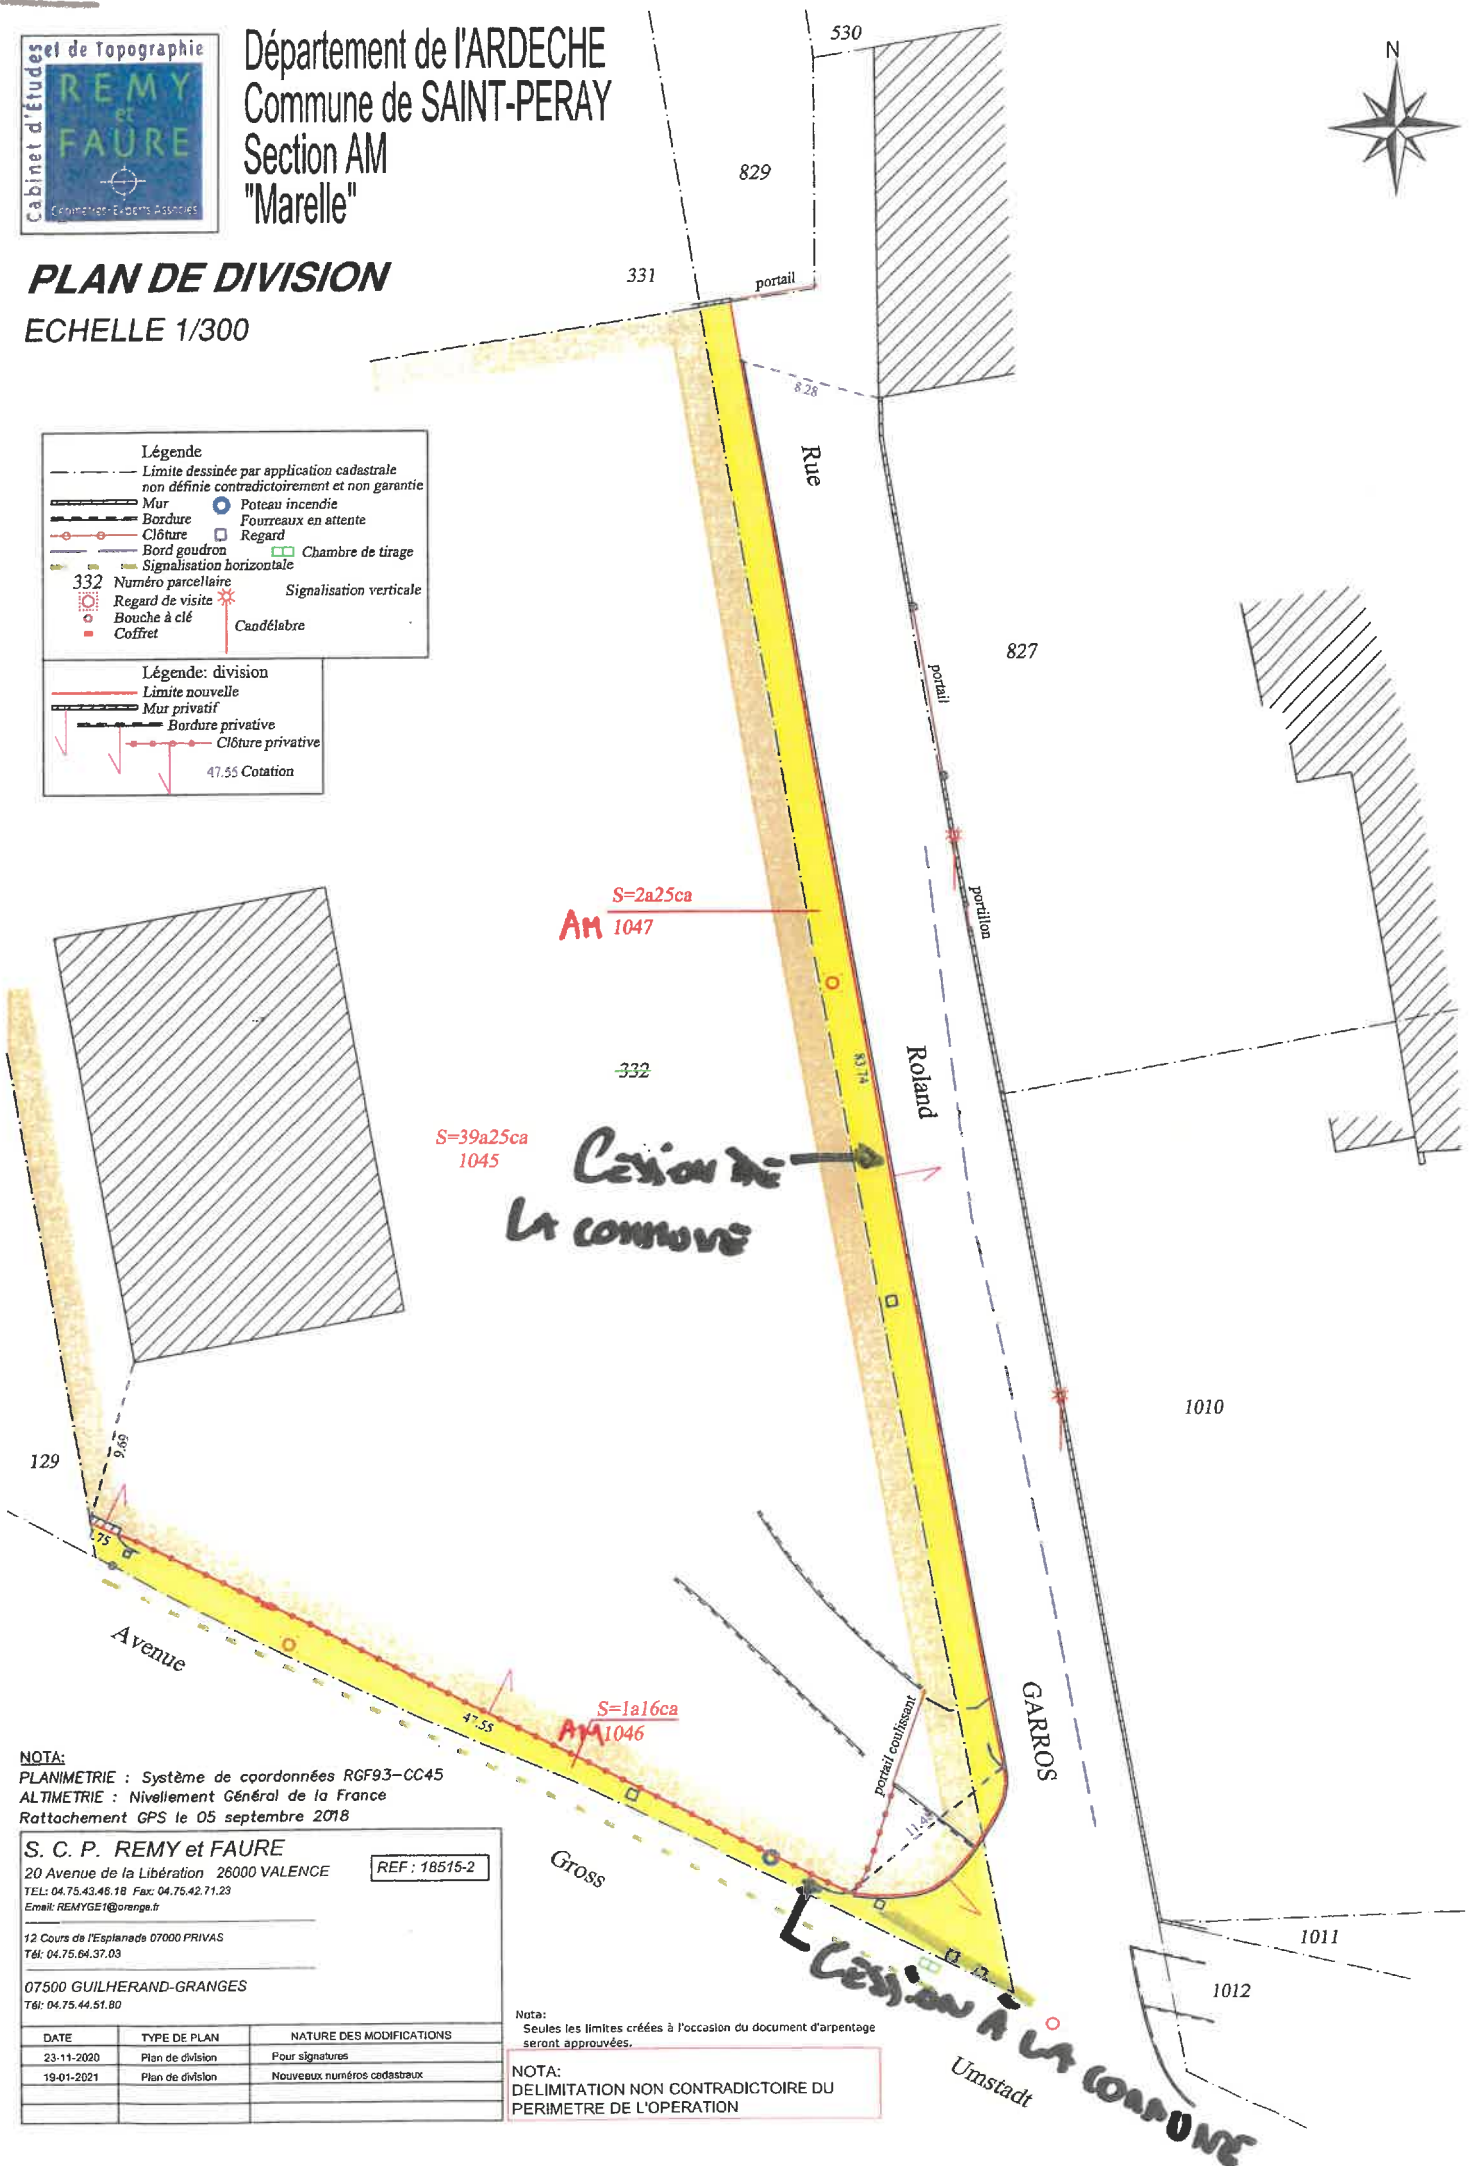 Cabinet d'Etudes et de Topographie
REMY
et
FAURE
Géomètres-Experts Associés
Département de l'ARDECHE
Commune de SAINT-PERAY
Section AM
"Marelle"
PLAN DE DIVISION
ECHELLE 1/300
N
530
829
331
portail
8.28
Rue
Légende
Limite dessinée par application cadastrale
non définie contradictoirement et non garantie
Mur
Poteau incendie
Bordure
Fourreaux en attente
Clôture
Regard
Bord goudron
Chambre de tirage
Signalisation horizontale
332 Numéro parcellaire
Signalisation verticale
Regard de visite
Bouche à clé
Candélabre
Coffret
Légende: division
Limite nouvelle
Mur privatif
Bordure privative
Clôture privative
47.55 Cotation
827
portail
portillon
S=2a25ca
AM 1047
83.74
Roland
332
S=39a25ca
1045
CESSION DE
LA COMMUNE
1010
129
9.69
.75
Avenue
47.55
S=1a16ca
AM 1046
portail coulissant
GARROS
Gross
Umstadt
CESSION À LA COMMUNE
1011
1012
NOTA:
PLANIMETRIE : Système de coordonnées RGF93-CC45
ALTIMETRIE : Nivellement Général de la France
Rattachement GPS le 05 septembre 2018
S. C. P. REMY et FAURE
20 Avenue de la Libération 26000 VALENCE
REF : 18515-2
TEL: 04.75.43.46.18 Fax: 04.75.42.71.23
Email: REMYGE1@orange.fr
12 Cours de l'Esplanade 07000 PRIVAS
Tél: 04.75.64.37.03
07500 GUILHERAND-GRANGES
Tél: 04.75.44.51.80
DATE TYPE DE PLAN NATURE DES MODIFICATIONS
23-11-2020 Plan de division Pour signatures
19-01-2021 Plan de division Nouveaux numéros cadastraux
Nota:
Seules les limites créées à l'occasion du document d'arpentage
seront approuvées.
NOTA:
DELIMITATION NON CONTRADICTOIRE DU
PERIMETRE DE L'OPERATION